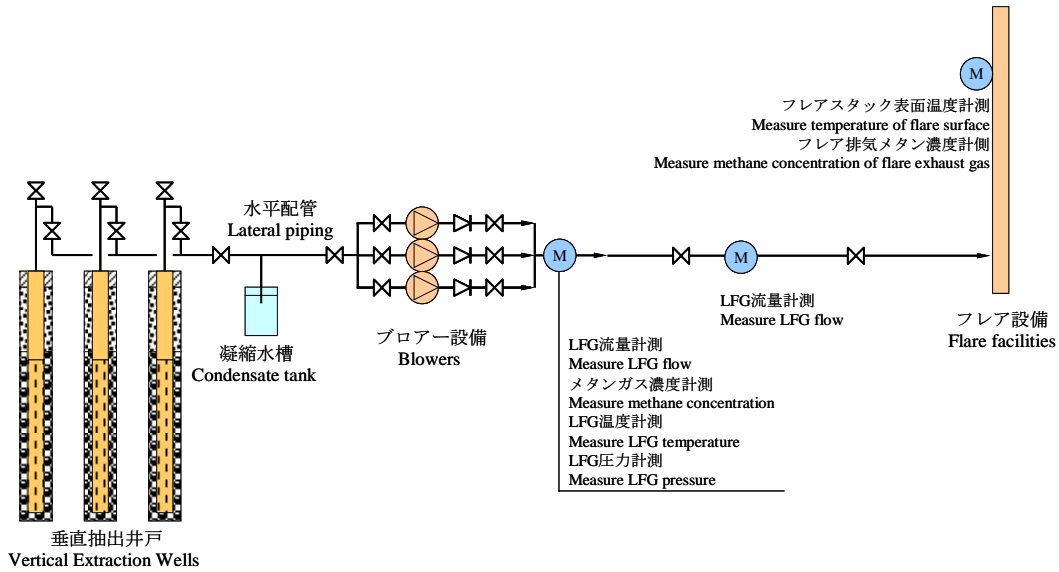 M
フレアスタック表面温度計測
Measure temperature of flare surface
フレア排気メタン濃度計側
Measure methane concentration of flare exhaust gas
水平配管
Lateral piping
M
M
LFG流量計測
Measure LFG flow
フレア設備
Flare facilities
ブロアー設備
Blowers
凝縮水槽
Condensate tank
LFG流量計測
Measure LFG flow
メタンガス濃度計測
Measure methane concentration
LFG温度計測
Measure LFG temperature
LFG圧力計測
Measure LFG pressure
垂直抽出井戸
Vertical Extraction Wells